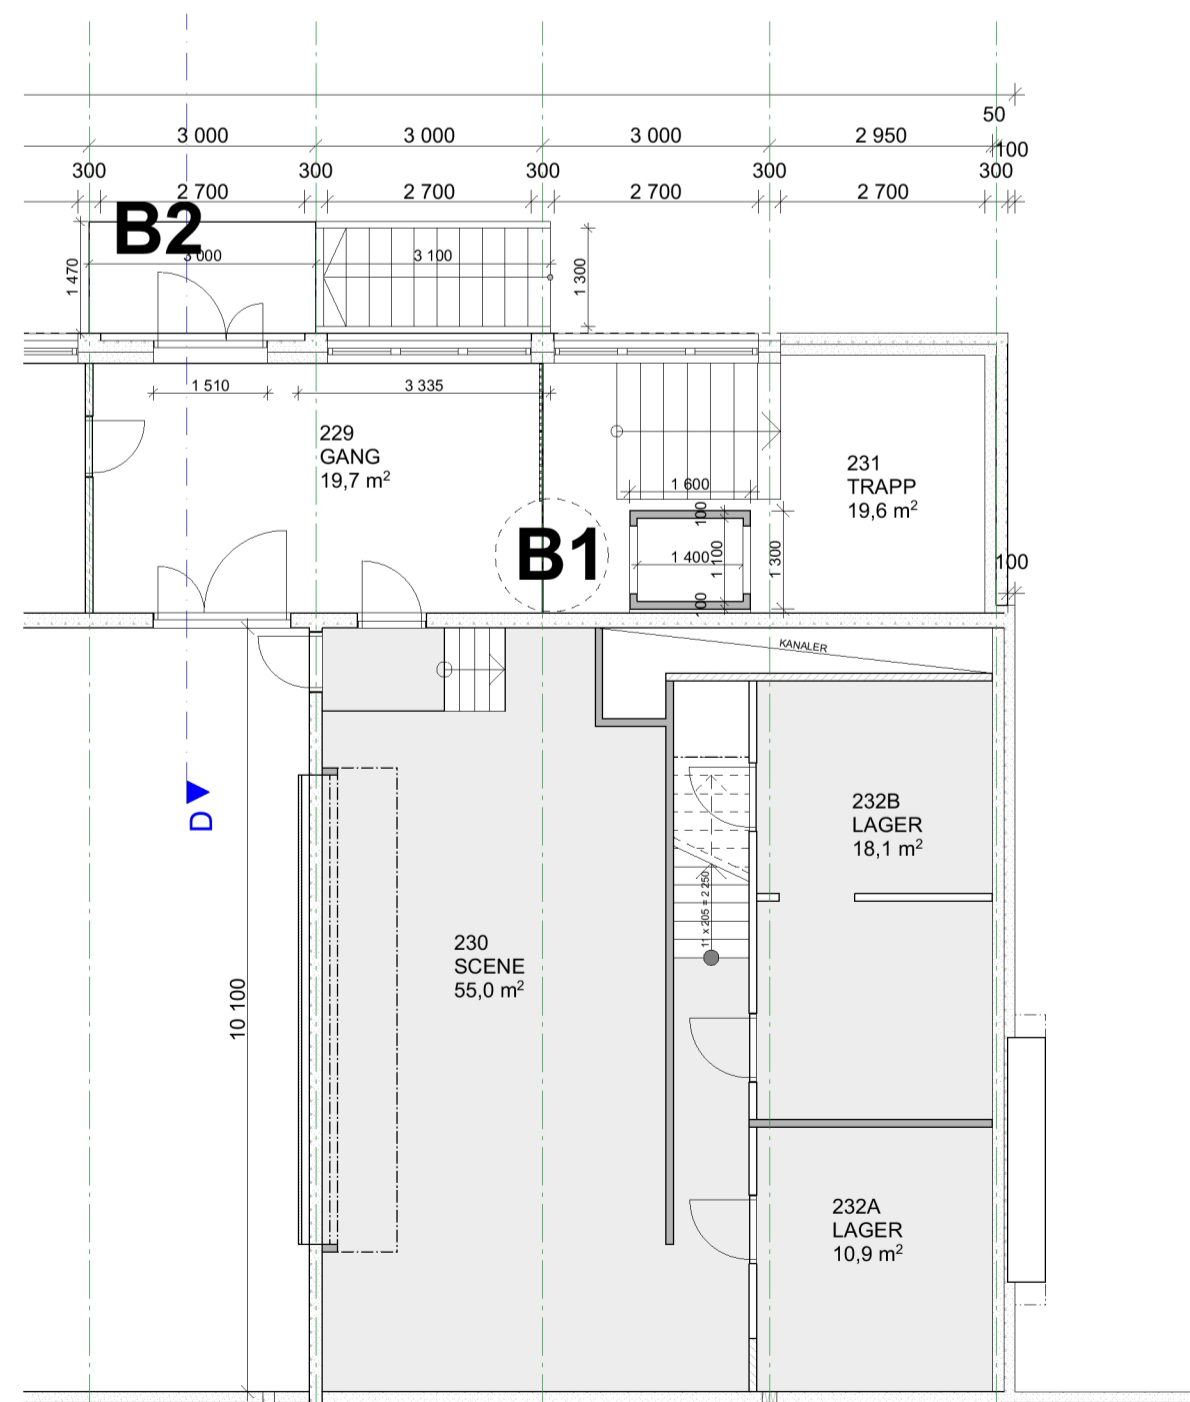 50
3 000
3 000
3 000
2 950
100
300
300
300
300
300
2 700
2 700
2 700
2 700
B2
3 000
3 100
1 470
1 300
1 510
3 335
229
GANG
19,7 m²
231
TRAPP
19,6 m²
1 600
100
B1
1 400
1 100
1 300
100
100
KANALER
D
232B
LAGER
18,1 m²
11 x 205 = 2 250
230
SCENE
55,0 m²
10 100
232A
LAGER
10,9 m²